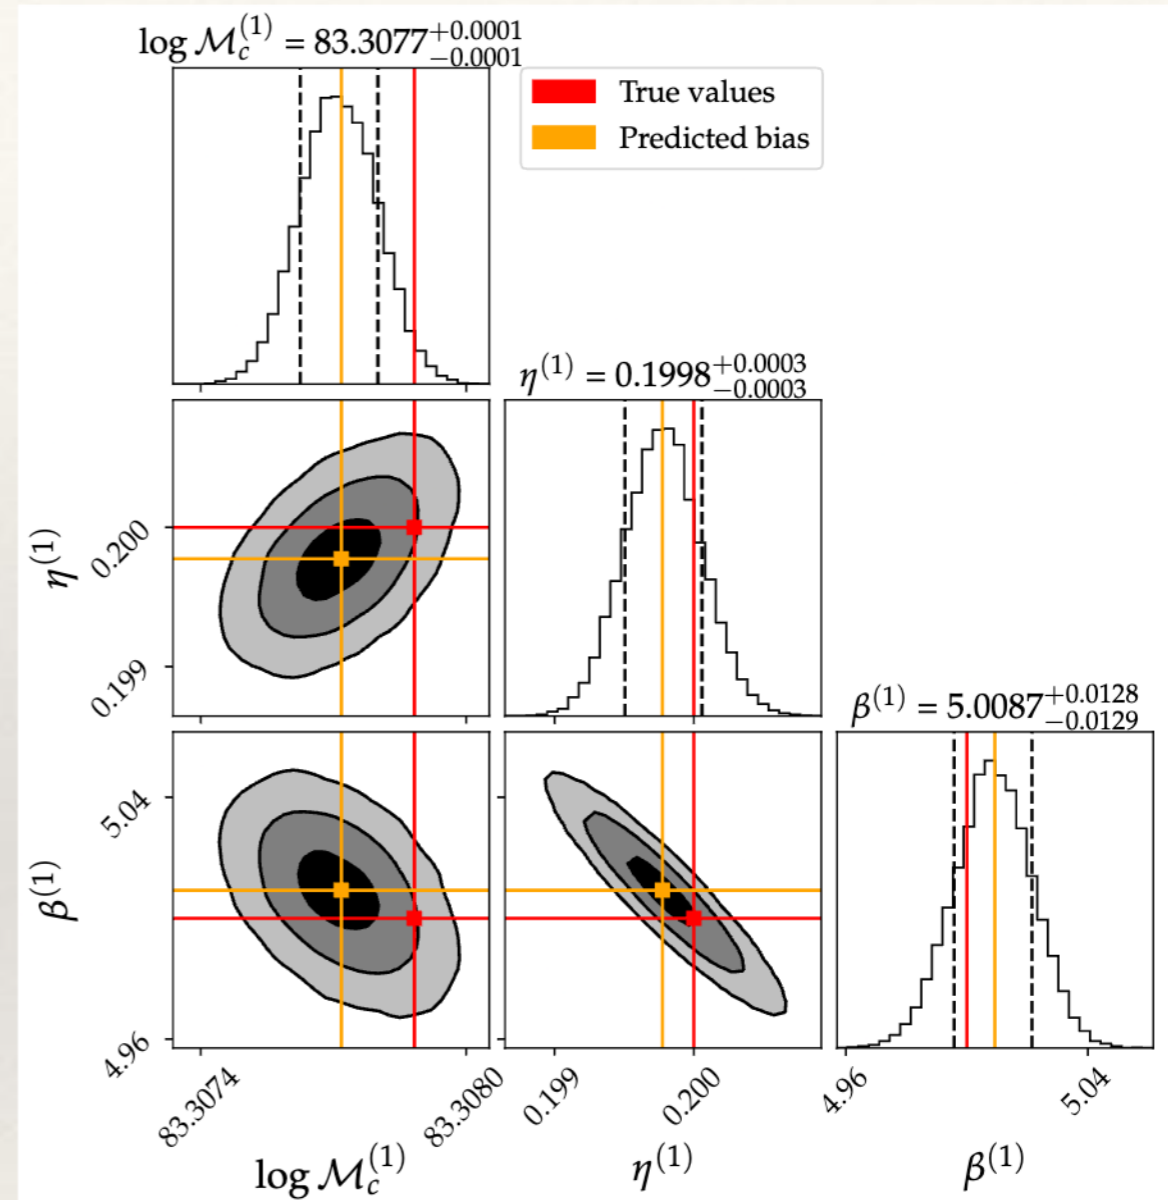 log M_c^(1) = 83.3077^{+0.0001}_{−0.0001}
True values
Predicted bias
η^(1) = 0.1998^{+0.0003}_{−0.0003}
η^(1)
0.200
0.199
β^(1) = 5.0087^{+0.0128}_{−0.0129}
β^(1)
5.04
4.96
83.3074 83.3080 0.199 0.200 4.96 5.04
log M_c^(1) η^(1) β^(1)